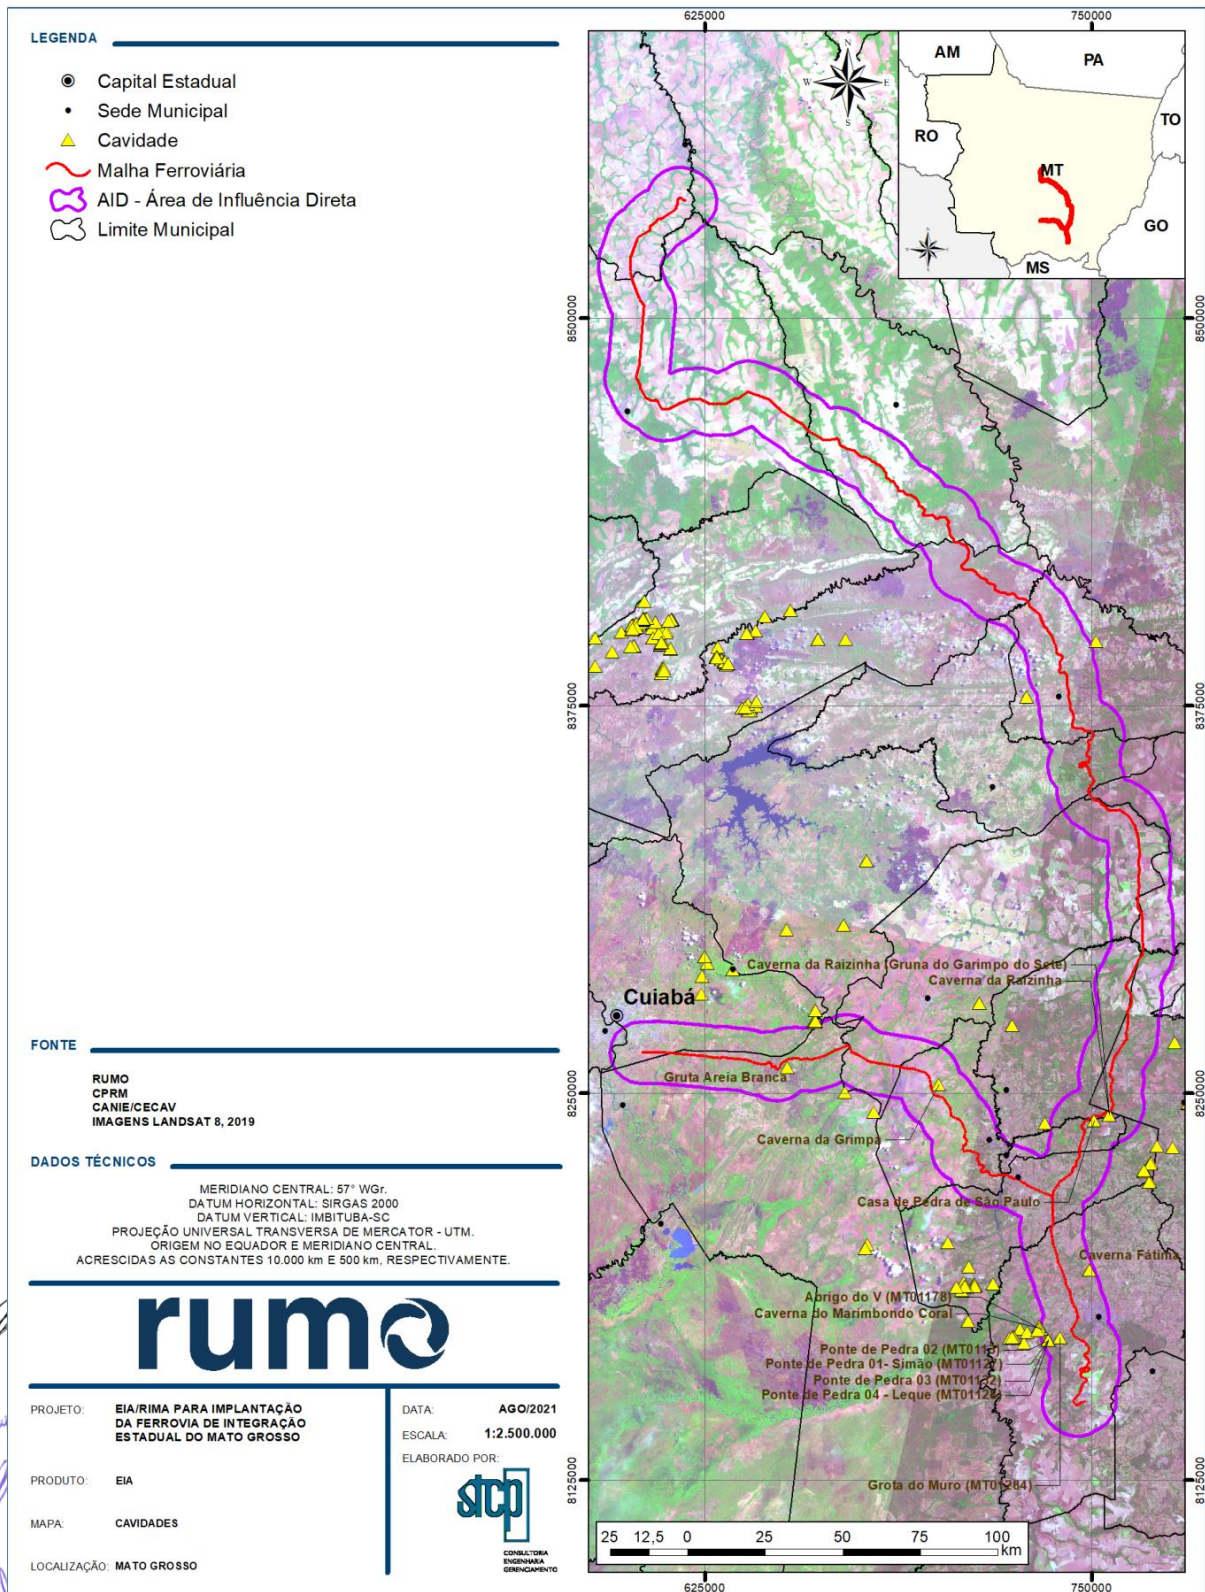 LEGENDA
Capital Estadual
Sede Municipal
Cavidade
Malha Ferroviária
AID - Área de Influência Direta
Limite Municipal
FONTE
RUMO
CPRM
CANIE/CECAV
IMAGENS LANDSAT 8, 2019
DADOS TÉCNICOS
MERIDIANO CENTRAL: 57° WGr.
DATUM HORIZONTAL: SIRGAS 2000
DATUM VERTICAL: IMBITUBA-SC
PROJEÇÃO UNIVERSAL TRANSVERSA DE MERCATOR - UTM.
ORIGEM NO EQUADOR E MERIDIANO CENTRAL.
ACRESCIDAS AS CONSTANTES 10.000 km E 500 km, RESPECTIVAMENTE.
rumo
PROJETO: EIA/RIMA PARA IMPLANTAÇÃO
DA FERROVIA DE INTEGRAÇÃO
ESTADUAL DO MATO GROSSO
PRODUTO: EIA
MAPA: CAVIDADES
LOCALIZAÇÃO: MATO GROSSO
DATA: AGO/2021
ESCALA: 1:2.500.000
ELABORADO POR:
stcp
CONSULTORIA
ENGENHARIA
GERENCIAMENTO
625000 750000
N
W E
S
AM PA
RO TO
MT
GO
MS
8500000 8500000
8375000 8375000
Caverna da Raizinha (Gruna do Garimpo do Sete)
Caverna da Raizinha
Cuiabá
Gruta Areia Branca
8250000 8250000
Caverna da Grimpa
Casa de Pedra de São Paulo
Caverna Fátima
Abrigo do V (MT01178)
Caverna do Marimbondo Coral
Ponte de Pedra 02
Ponte de Pedra 01- Simão
Ponte de Pedra 03
Ponte de Pedra 04 - Leque
Grota do Muro (MT01284)
8125000 8125000
25 12,5 0 25 50 75 100
km
625000 750000